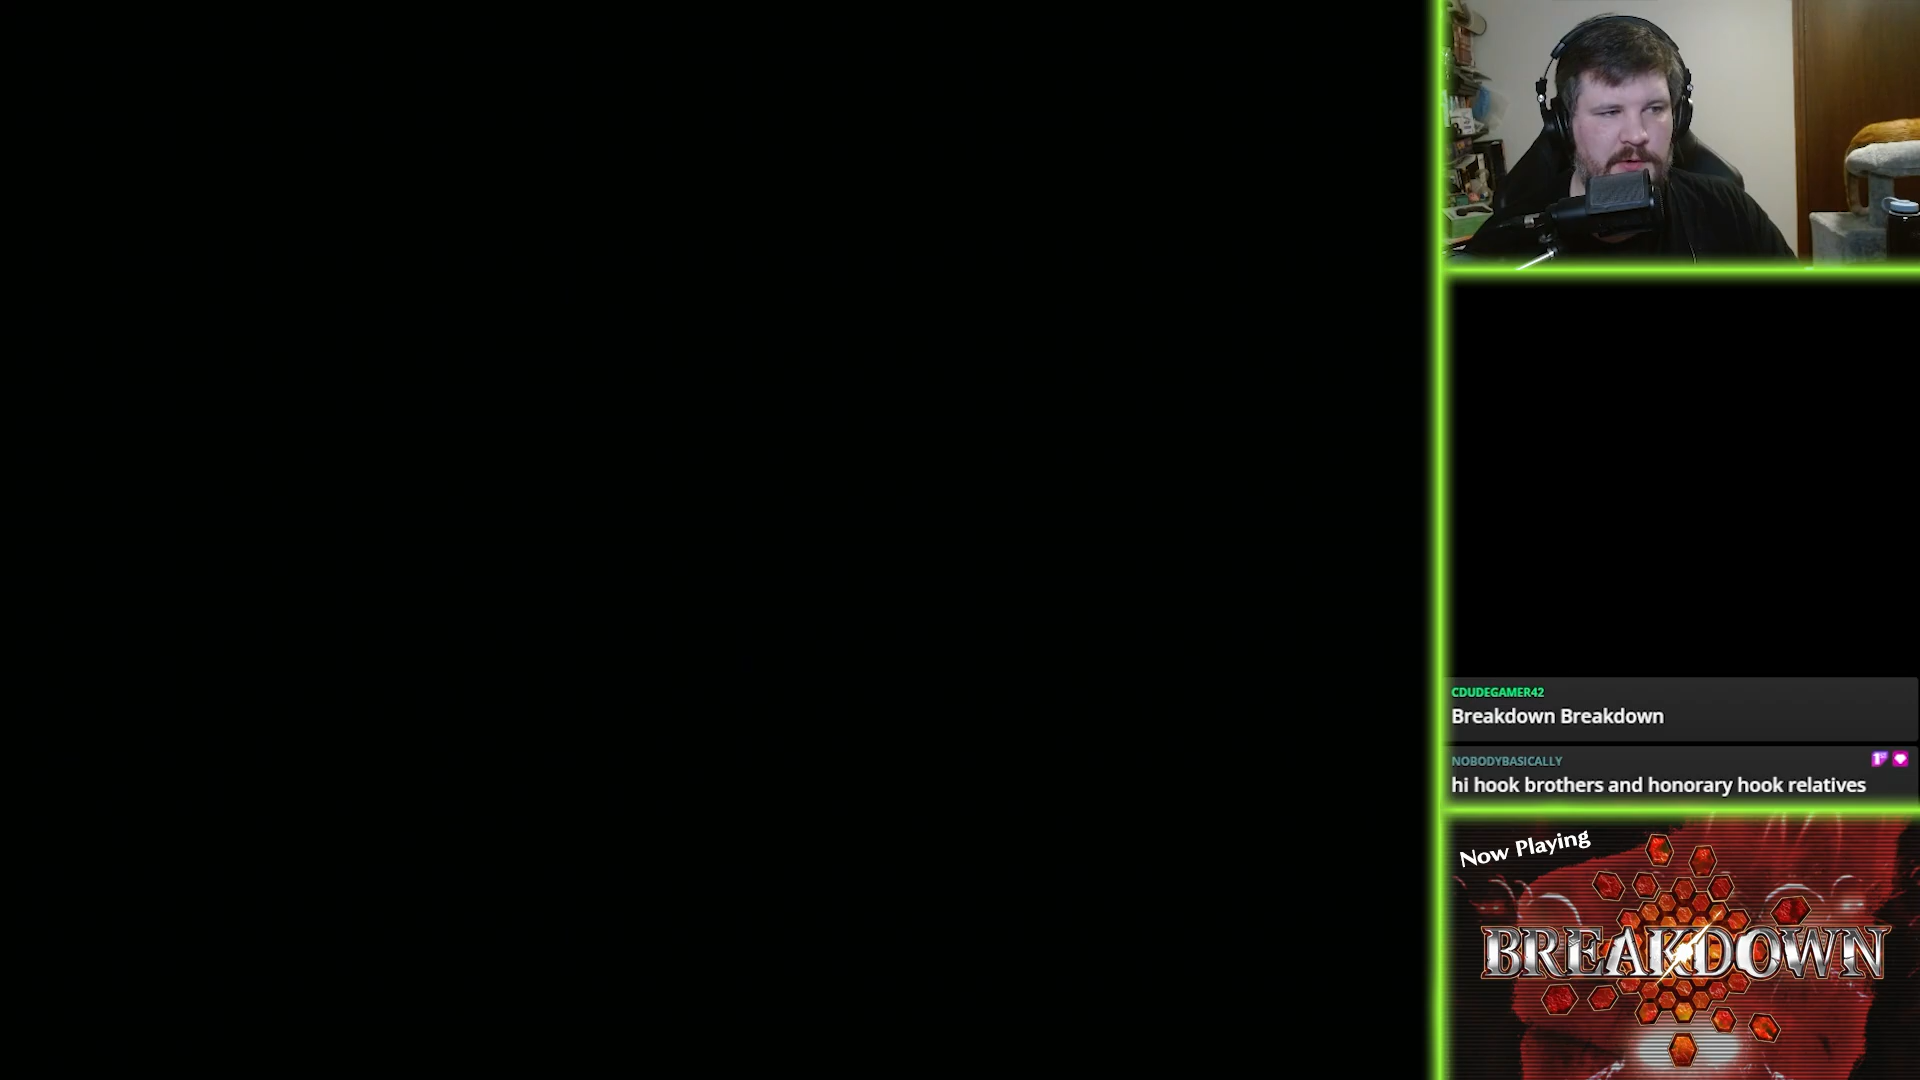 CDUDEGAMER42
Breakdown Breakdown
NOBODYBASICALLY
hi hook brothers and honorary hook relatives
Now Playing
BREAKDOWN